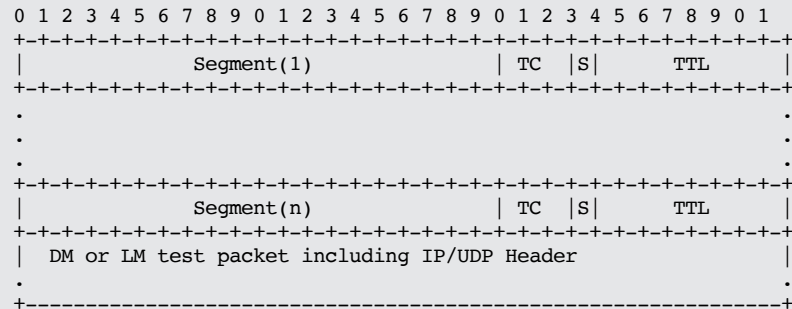 0 1 2 3 4 5 6 7 8 9 0 1 2 3 4 5 6 7 8 9 0 1 2 3 4 5 6 7 8 9 0 1
+-+-+-+-+-+-+-+-+-+-+-+-+-+-+-+-+-+-+-+-+-+-+-+-+-+-+-+-+-+-+-+-+
|              Segment(1)               | TC  |S|      TTL      |
+-+-+-+-+-+-+-+-+-+-+-+-+-+-+-+-+-+-+-+-+-+-+-+-+-+-+-+-+-+-+-+-+
.                                                               .
.                                                               .
.                                                               .
+-+-+-+-+-+-+-+-+-+-+-+-+-+-+-+-+-+-+-+-+-+-+-+-+-+-+-+-+-+-+-+-+
|              Segment(n)               | TC  |S|      TTL      |
+-+-+-+-+-+-+-+-+-+-+-+-+-+-+-+-+-+-+-+-+-+-+-+-+-+-+-+-+-+-+-+-+
|  DM or LM test packet including IP/UDP Header                 |
.                                                               .
+---------------------------------------------------------------+